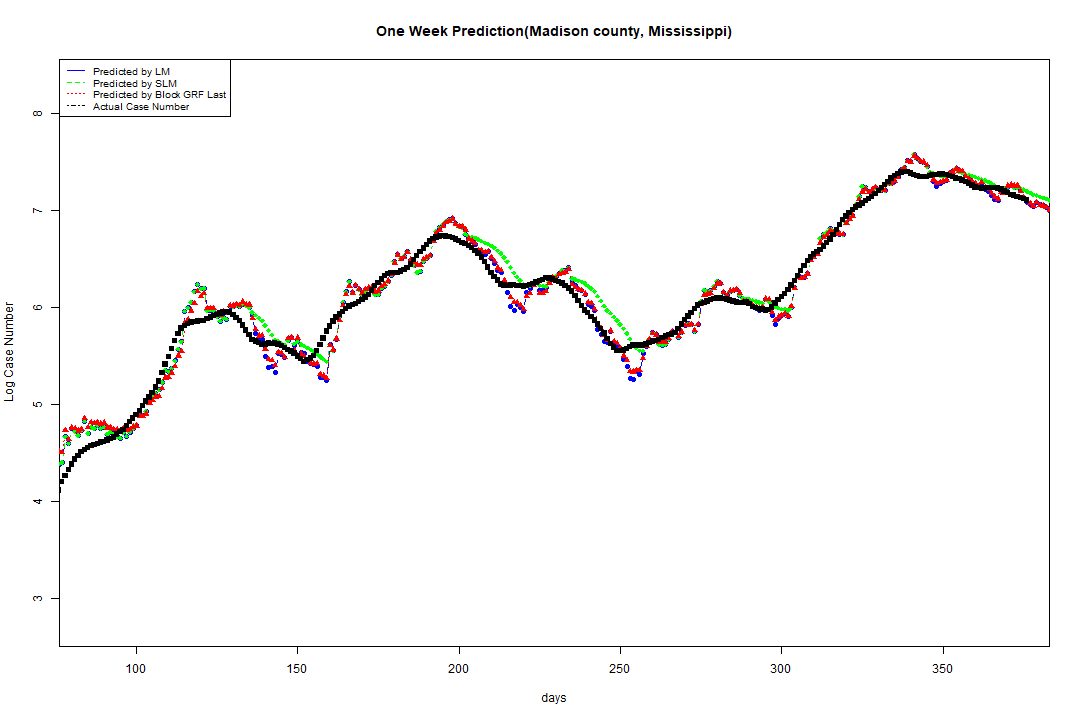 One Week Prediction(Madison county, Mississippi)
Predicted by LM
Predicted by SLM
Predicted by Block GRF Last
Actual Case Number
8
7
6
5
4
3
Log Case Number
100 150 200 250 300 350
days